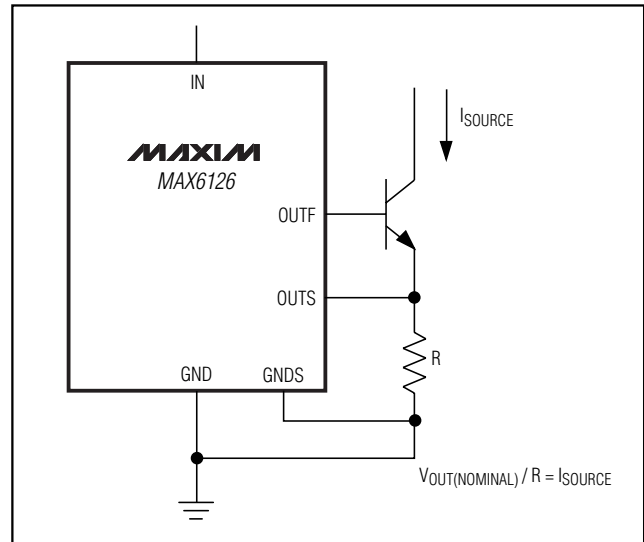 IN
ISOURCE
MAXIM
MAX6126
OUTF
OUTS
R
GND
GNDS
VOUT(NOMINAL) / R = ISOURCE